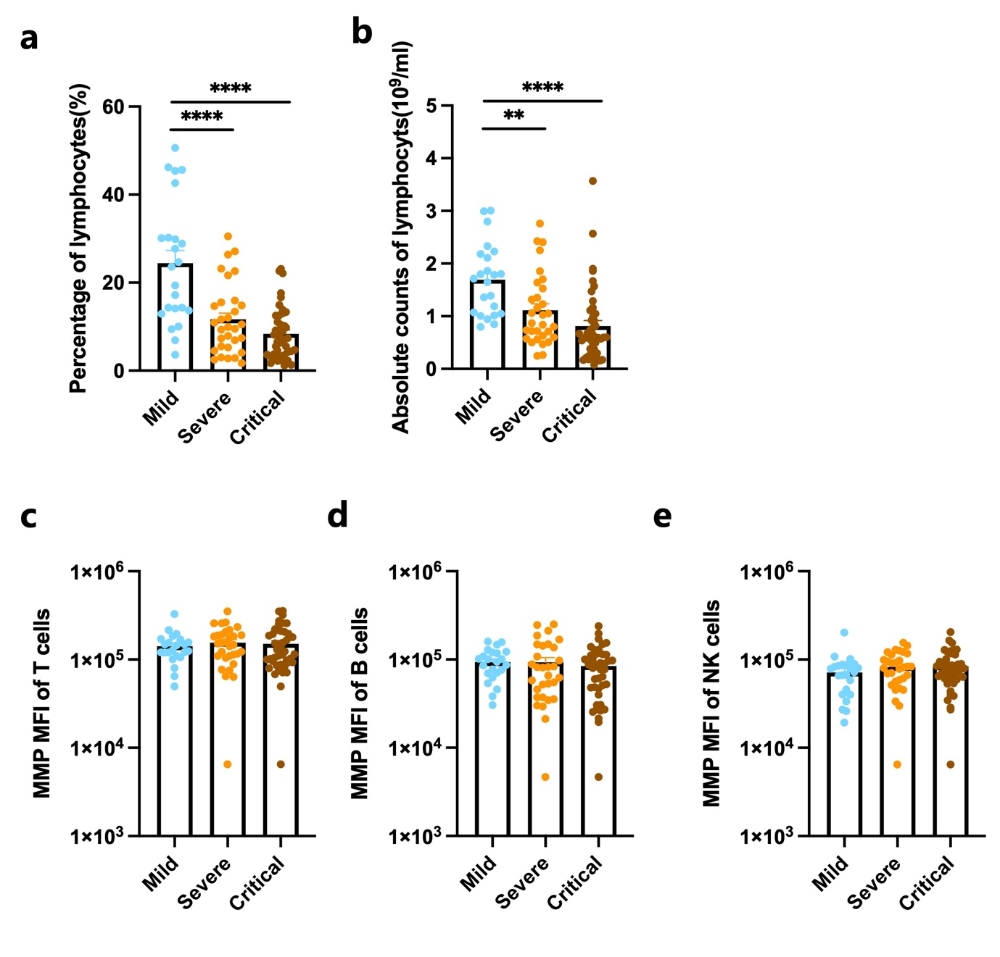 a
Percentage of lymphocytes(%)
60
40
20
0
****
****
Mild
Severe
Critical
b
Absolute counts of lymphocyts(10⁹/ml)
5
4
3
2
1
0
****
**
Mild
Severe
Critical
c
MMP MFI of T cells
1×10⁶
1×10⁵
1×10⁴
1×10³
Mild
Severe
Critical
d
MMP MFI of B cells
1×10⁶
1×10⁵
1×10⁴
1×10³
Mild
Severe
Critical
e
MMP MFI of NK cells
1×10⁶
1×10⁵
1×10⁴
1×10³
Mild
Severe
Critical